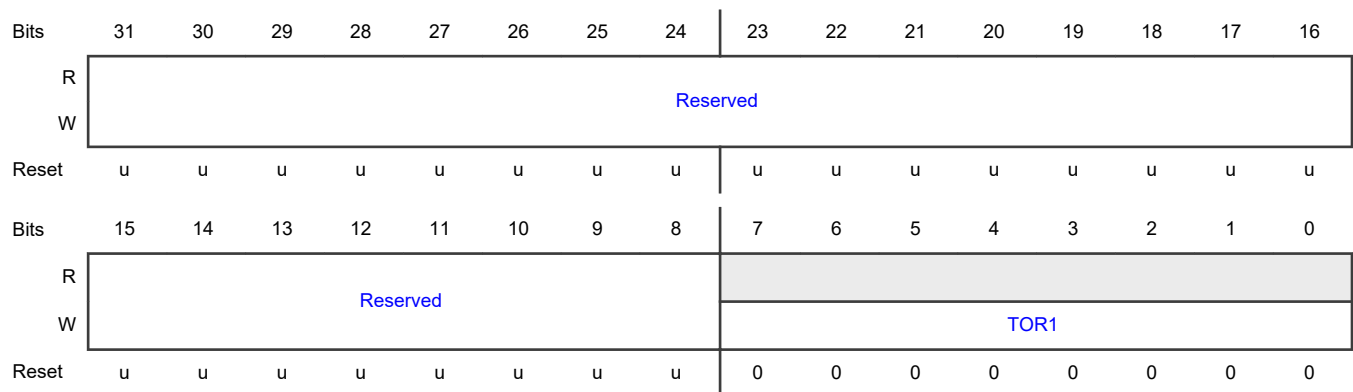 Bits 31 30 29 28 27 26 25 24 23 22 21 20 19 18 17 16
R
Reserved
W
Reset u u u u u u u u u u u u u u u u
Bits 15 14 13 12 11 10 9 8 7 6 5 4 3 2 1 0
R
Reserved
W TOR1
Reset u u u u u u u u 0 0 0 0 0 0 0 0